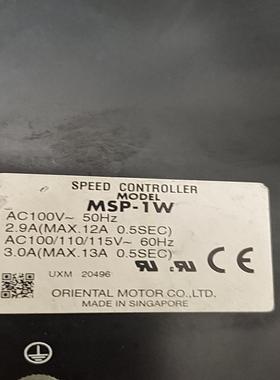 SPEED CONTROLLER
MODEL
MSP-1W
AC100V~ 50Hz
2.9A(MAX.12A 0.5SEC)
AC100/110/115V~ 60Hz
3.0A(MAX.13A 0.5SEC)
UXM 20496
ORIENTAL MOTOR CO.,LTD.
MADE IN SINGAPORE